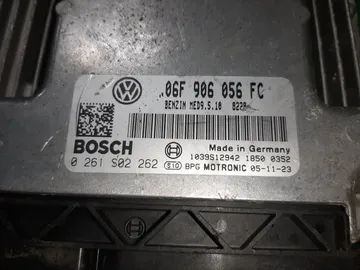 06F 906 056 FC
BENZIN MED9.5.10
BOSCH
Made in Germany
1039S12942 1850 0352
0 261 S02 262
S10 BPG MOTRONIC 05-11-23